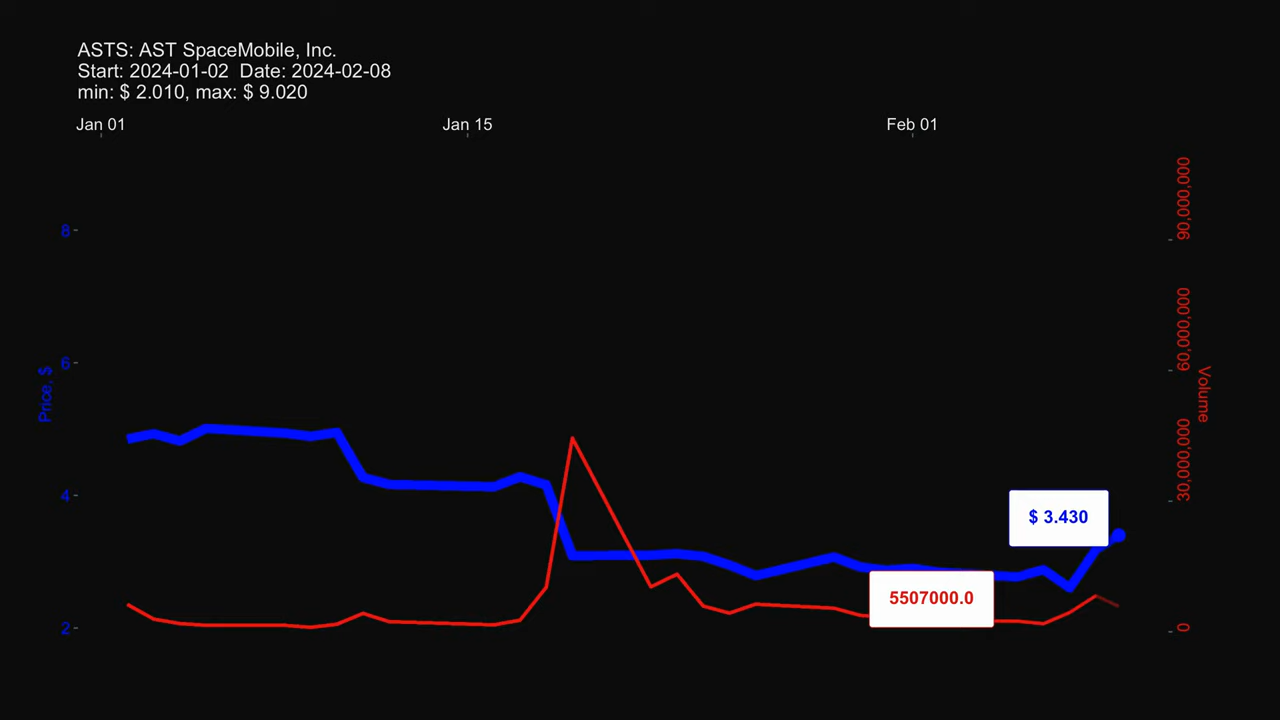 ASTS: AST SpaceMobile, Inc.
Start: 2024-01-02  Date: 2024-02-08
min: $ 2.010, max: $ 9.020
Jan 01
Jan 15
Feb 01
8
6
4
2
Price, $
90,000,000
60,000,000
30,000,000
0
Volume
$ 3.430
5507000.0